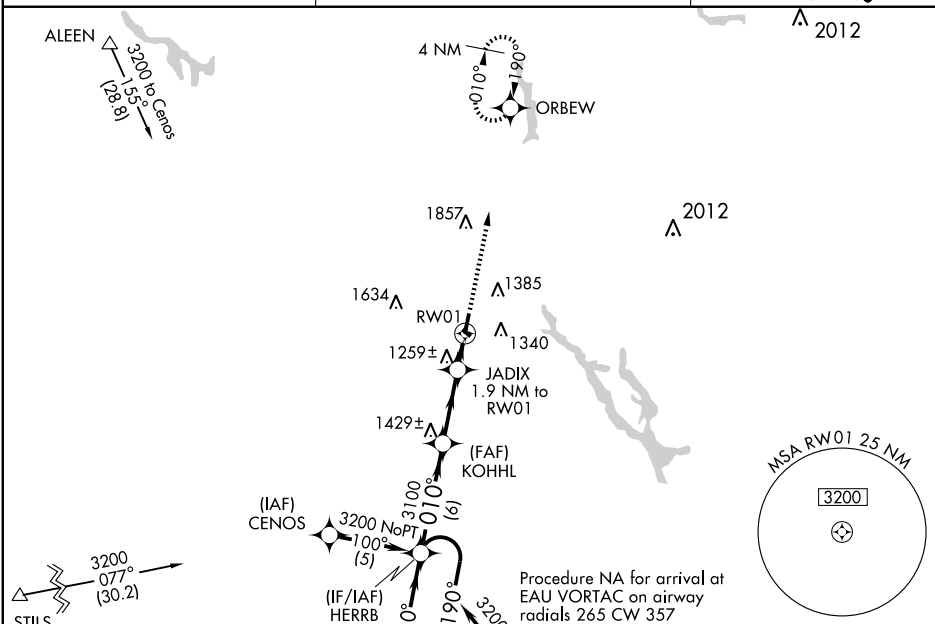 2012
ALEEN
3200 to Cenos
155°
(28.8)
4 NM
010°
190°
ORBEW
1857
2012
1634
1385
RW01
1340
1259±
JADIX
1.9 NM to
RW01
1429±
(FAF)
KOHHL
MSA RW01 25 NM
3200
3100
010°
(6)
(IAF)
CENOS
3200 NoPT
100°
(5)
3200
077°
(30.2)
STILS
(IF/IAF)
HERRB
190°
3200
Procedure NA for arrival at
EAU VORTAC on airway
radials 265 CW 357